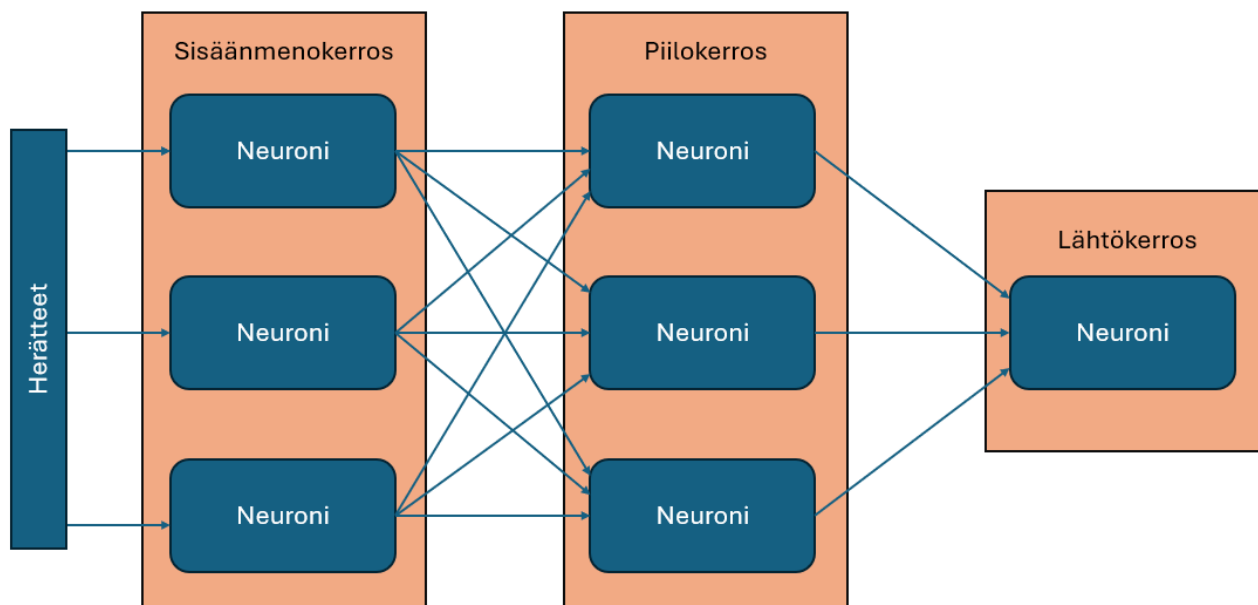 Herätteet
Sisäänmenokerros
Neuroni
Neuroni
Neuroni
Piilokerros
Neuroni
Neuroni
Neuroni
Lähtökerros
Neuroni